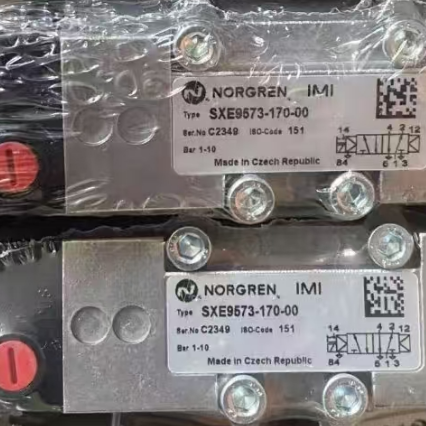 NORGREN IMI
Type SXE9573-170-00
Ser.No C2349 ISO-Code 151
Bar 1-10
14 4 2 12
84 5 1 3
Made in Czech Republic
NORGREN IMI
Type SXE9573-170-00
Ser.No C2349 ISO-Code 151
Bar 1-10
14 4 2 12
84 5 1 3
Made in Czech Republic